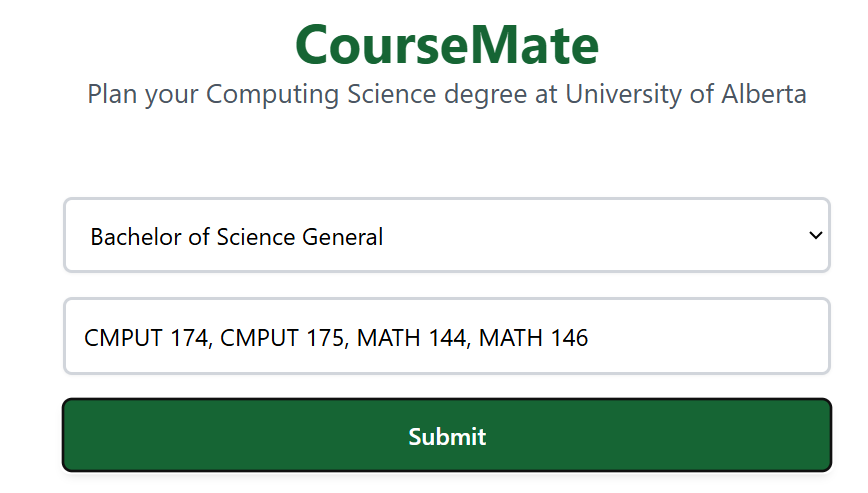 CourseMate
Plan your Computing Science degree at University of Alberta
Bachelor of Science General
CMPUT 174, CMPUT 175, MATH 144, MATH 146
Submit